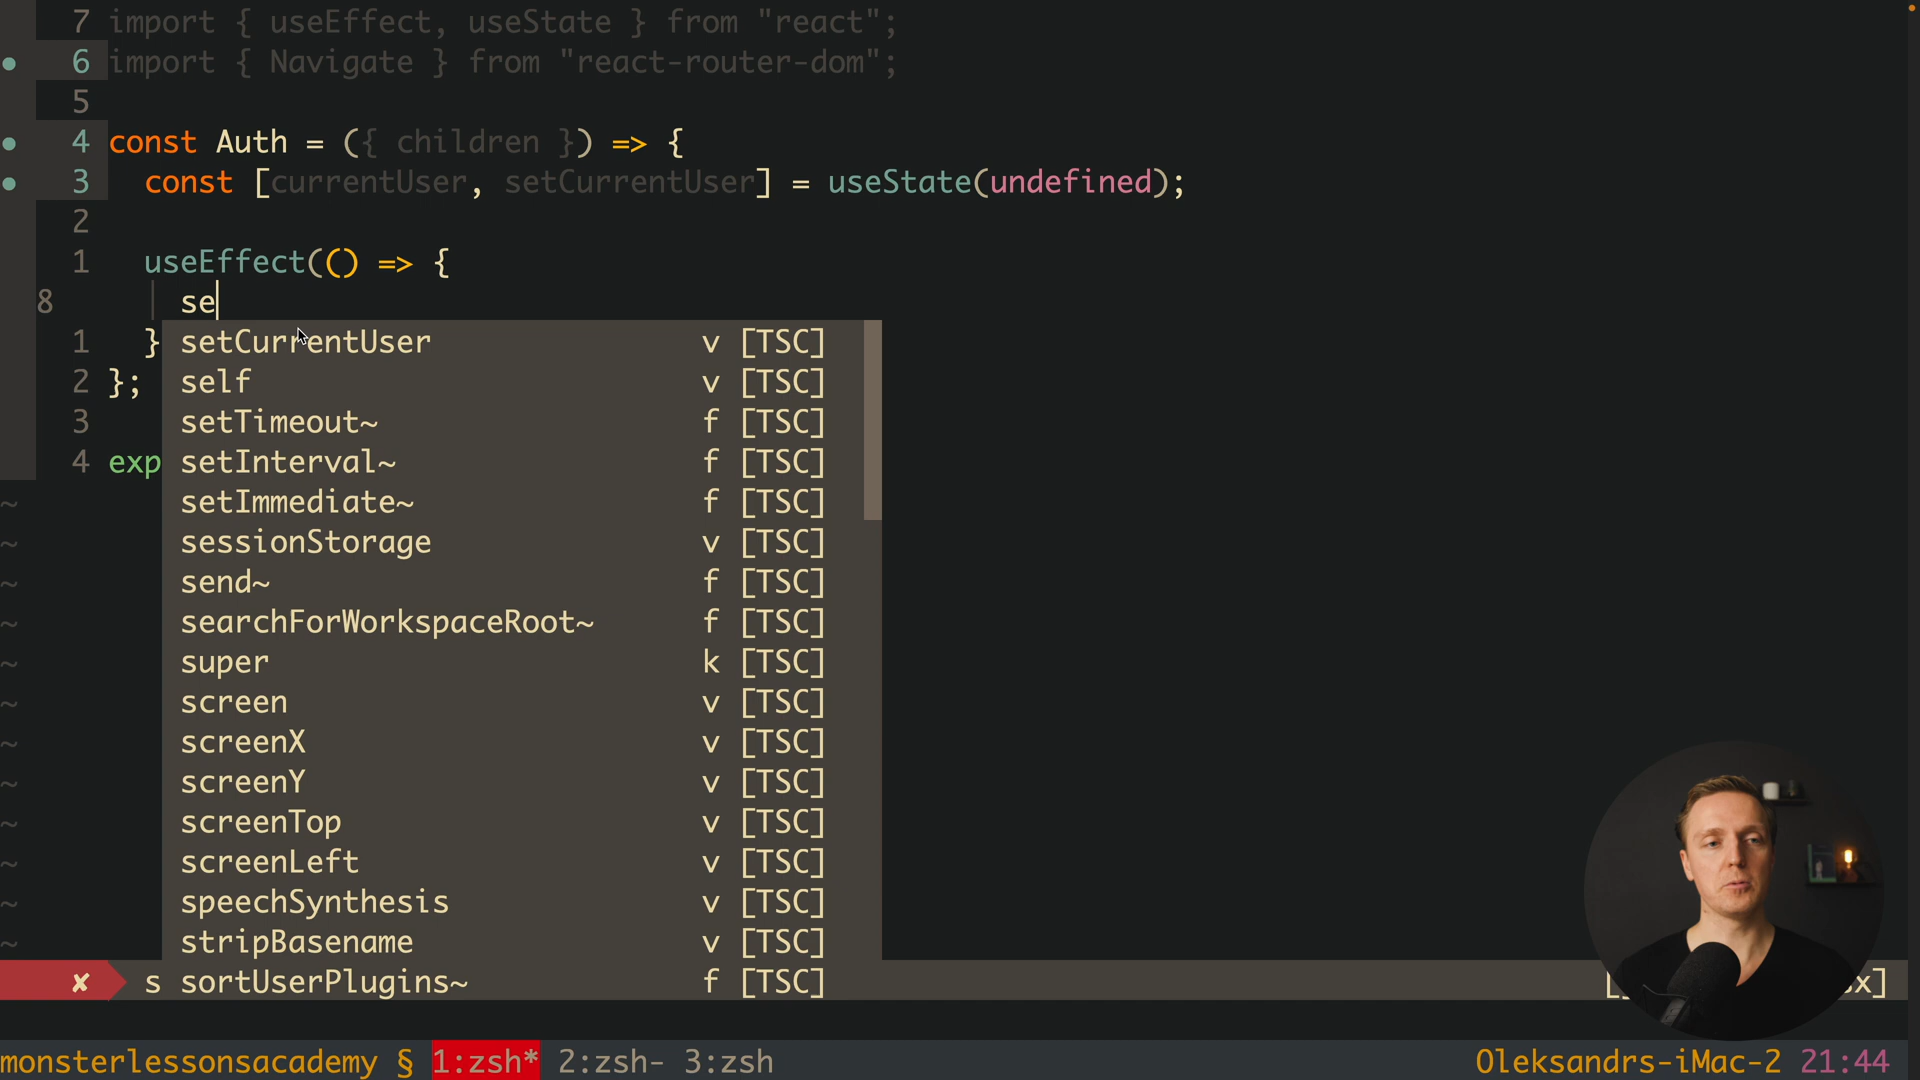 7 import { useEffect, useState } from "react";
6 import { Navigate } from "react-router-dom";
5
4 const Auth = ({ children }) => {
3 const [currentUser, setCurrentUser] = useState(undefined);
2
1 useEffect(() => {
8 se
1 } setCurrentUser v [TSC]
2 }; self v [TSC]
3 setTimeout~ f [TSC]
4 exp setInterval~ f [TSC]
~ setImmediate~ f [TSC]
~ sessionStorage v [TSC]
~ send~ f [TSC]
~ searchForWorkspaceRoot~ f [TSC]
~ super k [TSC]
~ screen v [TSC]
~ screenX v [TSC]
~ screenY v [TSC]
~ screenTop v [TSC]
~ screenLeft v [TSC]
~ speechSynthesis v [TSC]
~ stripBasename v [TSC]
✘ s sortUserPlugins~ f [TSC] x]
monsterlessonsacademy § 1:zsh* 2:zsh- 3:zsh Oleksandrs-iMac-2 21:44